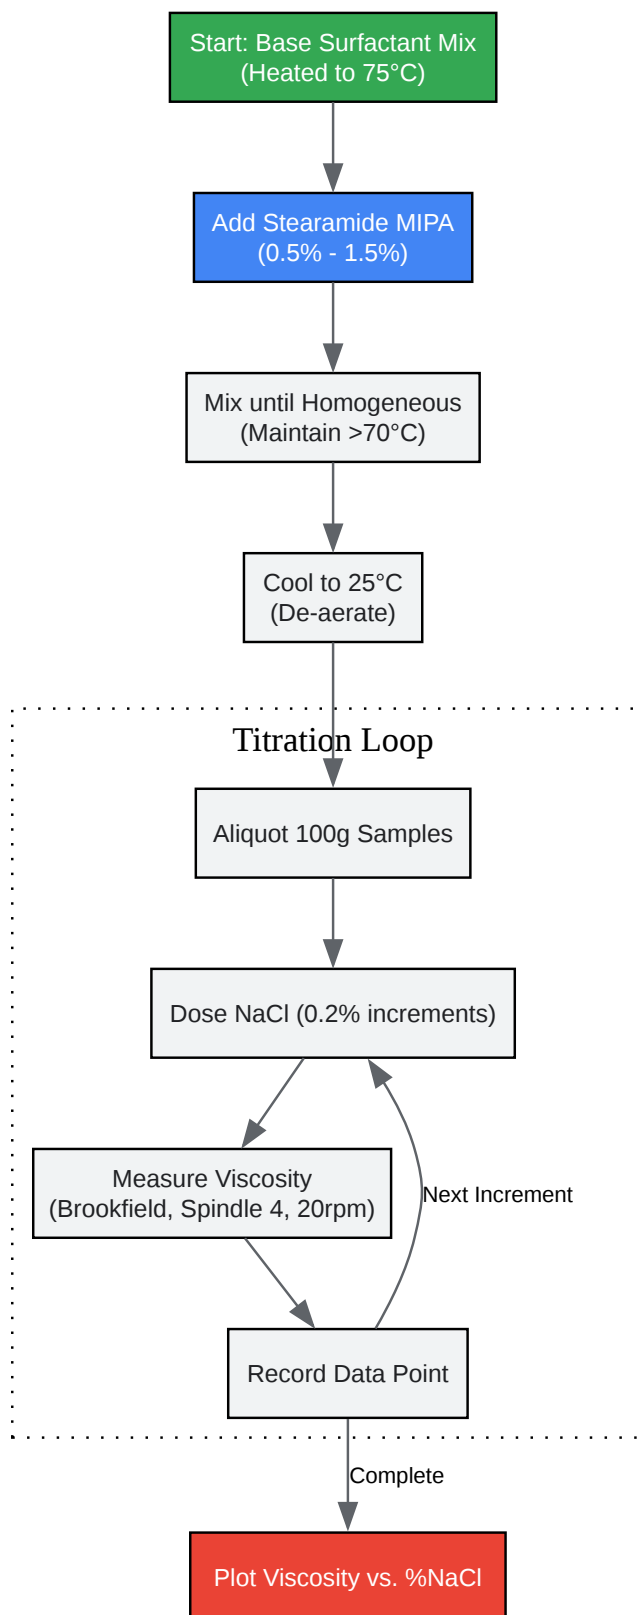 Start: Base Surfactant Mix
(Heated to 75°C)
Add Stearamide MIPA
(0.5% - 1.5%)
Mix until Homogeneous
(Maintain >70°C)
Cool to 25°C
(De-aerate)
Titration Loop
Aliquot 100g Samples
Dose NaCl (0.2% increments)
Measure Viscosity
(Brookfield, Spindle 4, 20rpm)
Next Increment
Record Data Point
Complete
Plot Viscosity vs. %NaCl